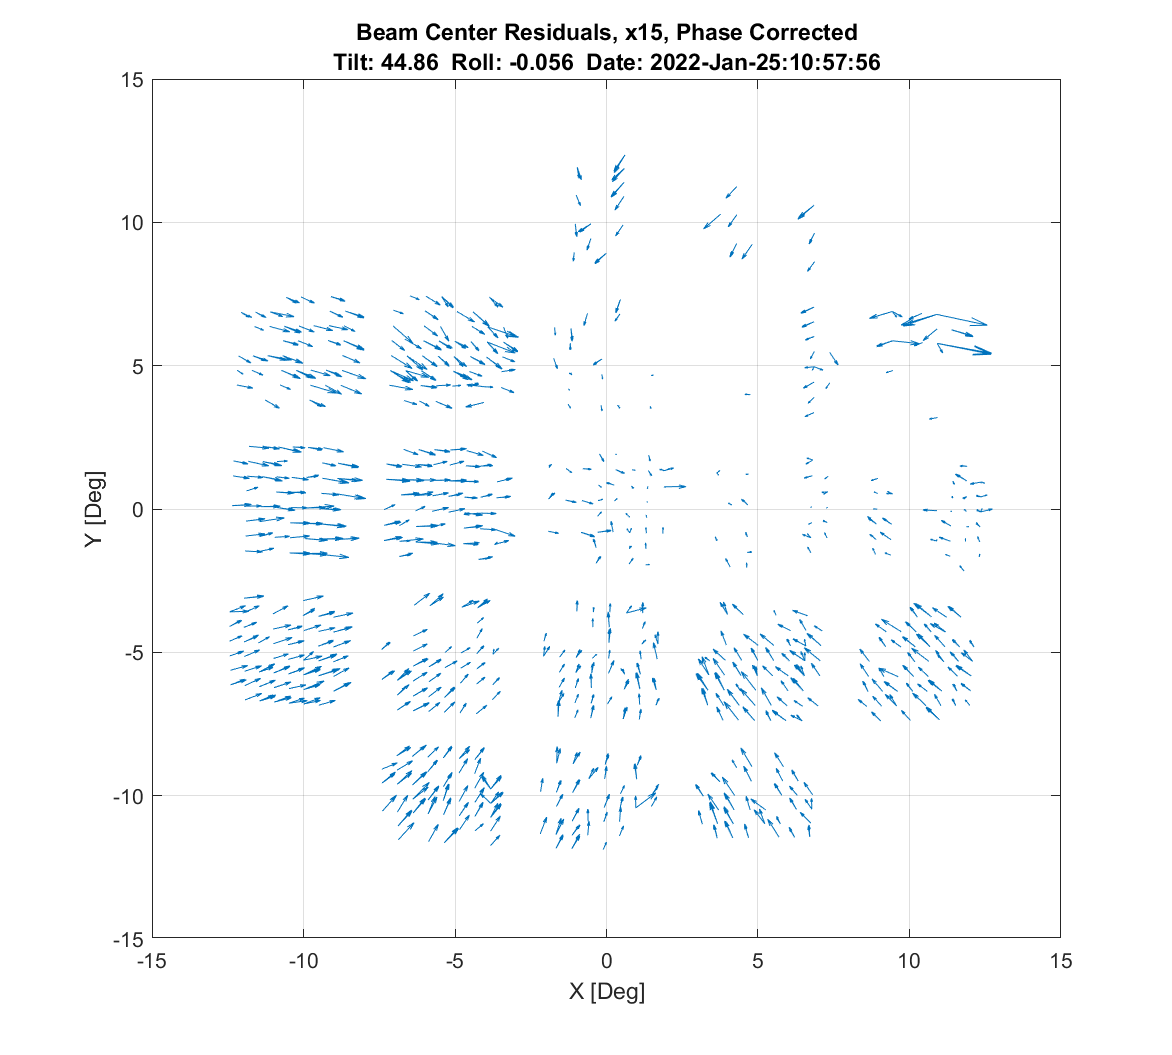 Beam Center Residuals, x15, Phase Corrected
Tilt: 44.86 Roll: -0.056 Date: 2022-Jan-25:10:57:56
15
10
5
0
-5
-10
-15
Y [Deg]
-15 -10 -5 0 5 10 15
X [Deg]